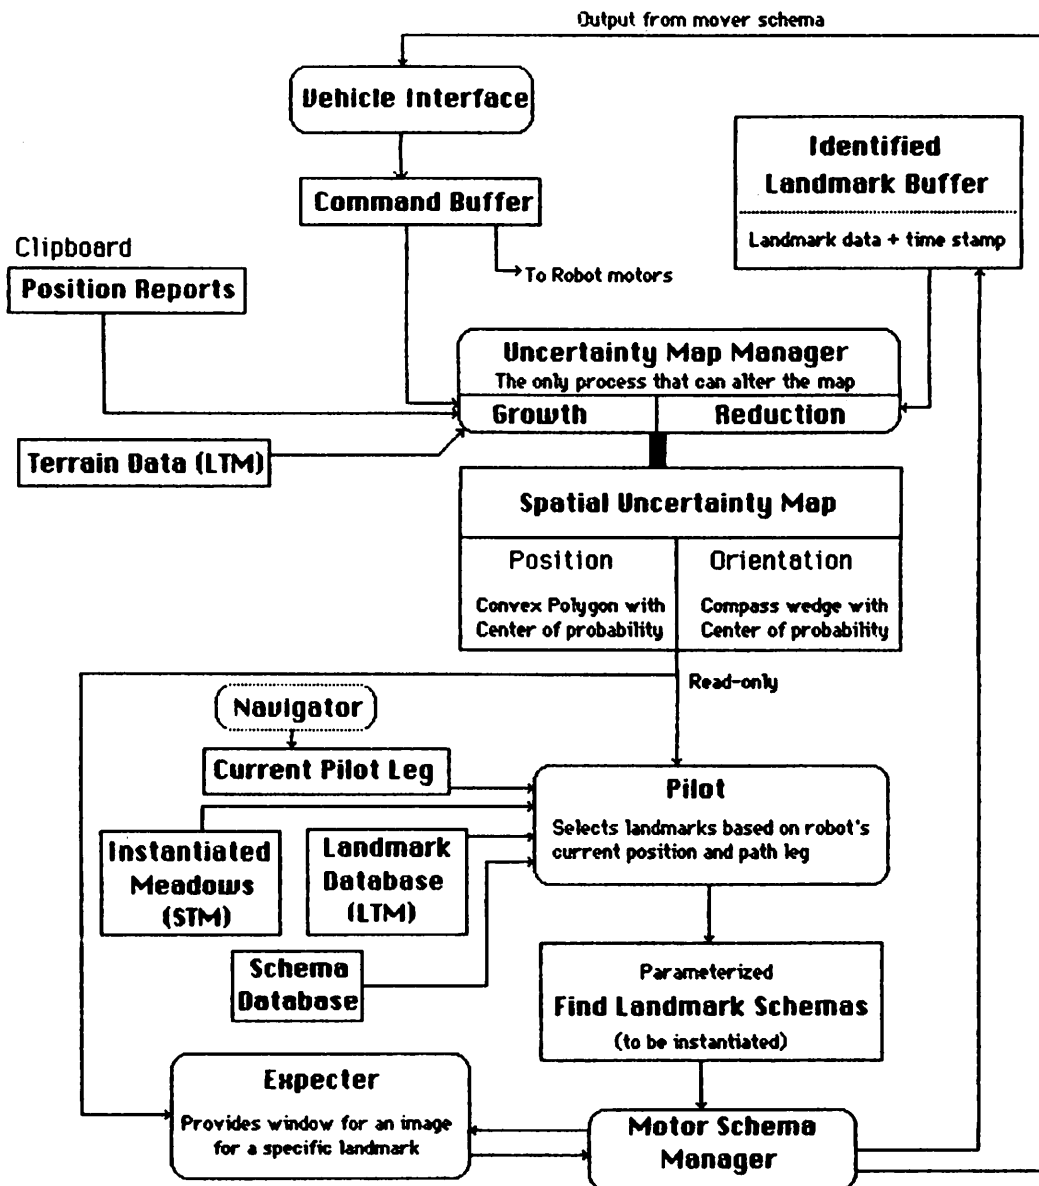 Output from mover schema
Vehicle Interface
Identified
Landmark Buffer
Landmark data + time stamp
Command Buffer
To Robot motors
Clipboard
Position Reports
Uncertainty Map Manager
The only process that can alter the map
Growth
Reduction
Terrain Data (LTM)
Spatial Uncertainty Map
Position
Convex Polygon with
Center of probability
Orientation
Compass wedge with
Center of probability
Read-only
Navigator
Current Pilot Leg
Pilot
Selects landmarks based on robot's
current position and path leg
Instantiated
Meadows
(STM)
Landmark
Database
(LTM)
Schema
Database
Parameterized
Find Landmark Schemas
(to be instantiated)
Expecter
Provides window for an image
for a specific landmark
Motor Schema
Manager